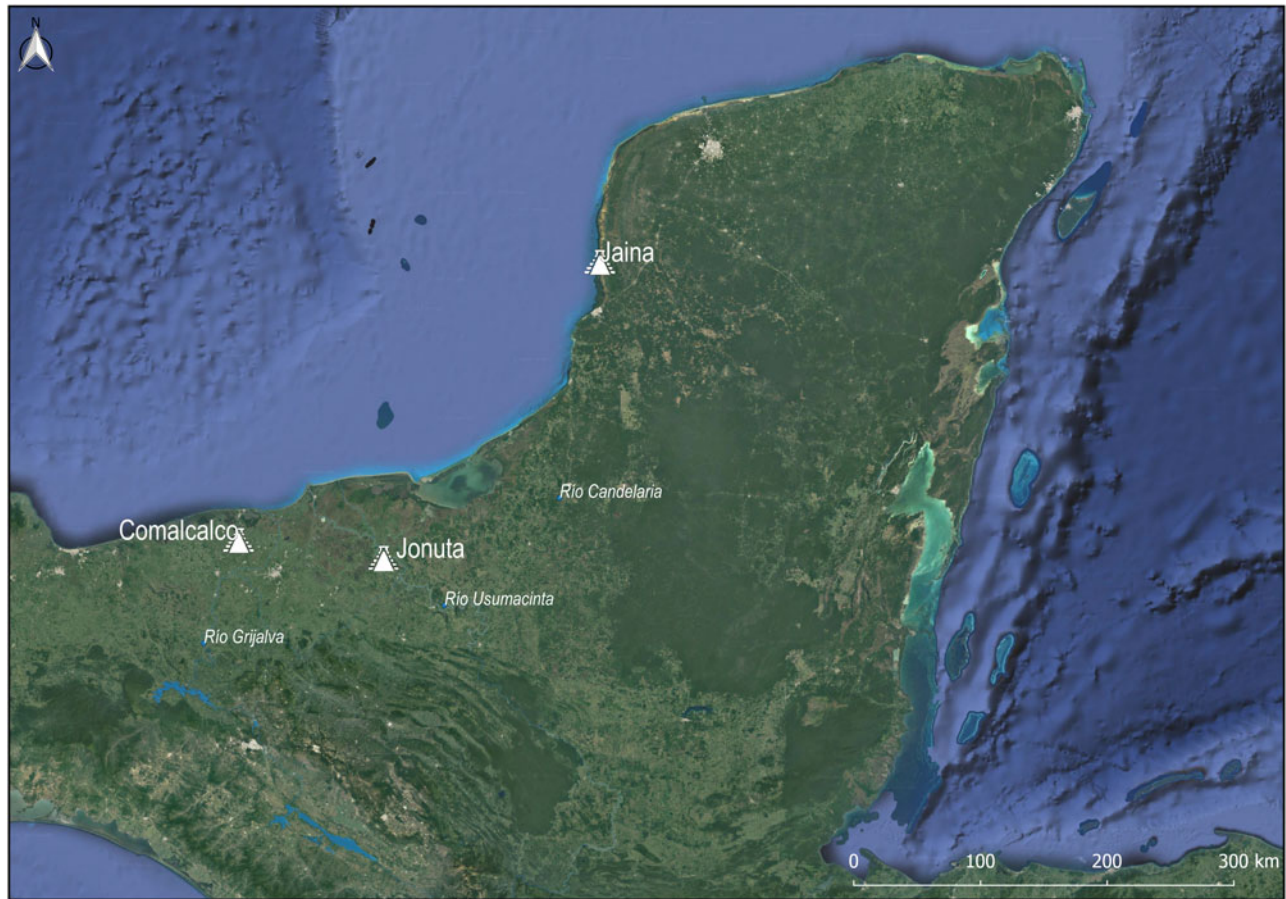 N
Jaina
Río Candelaria
Comalcalco
Jonuta
Río Usumacinta
Río Grijalva
0 100 200 300 km